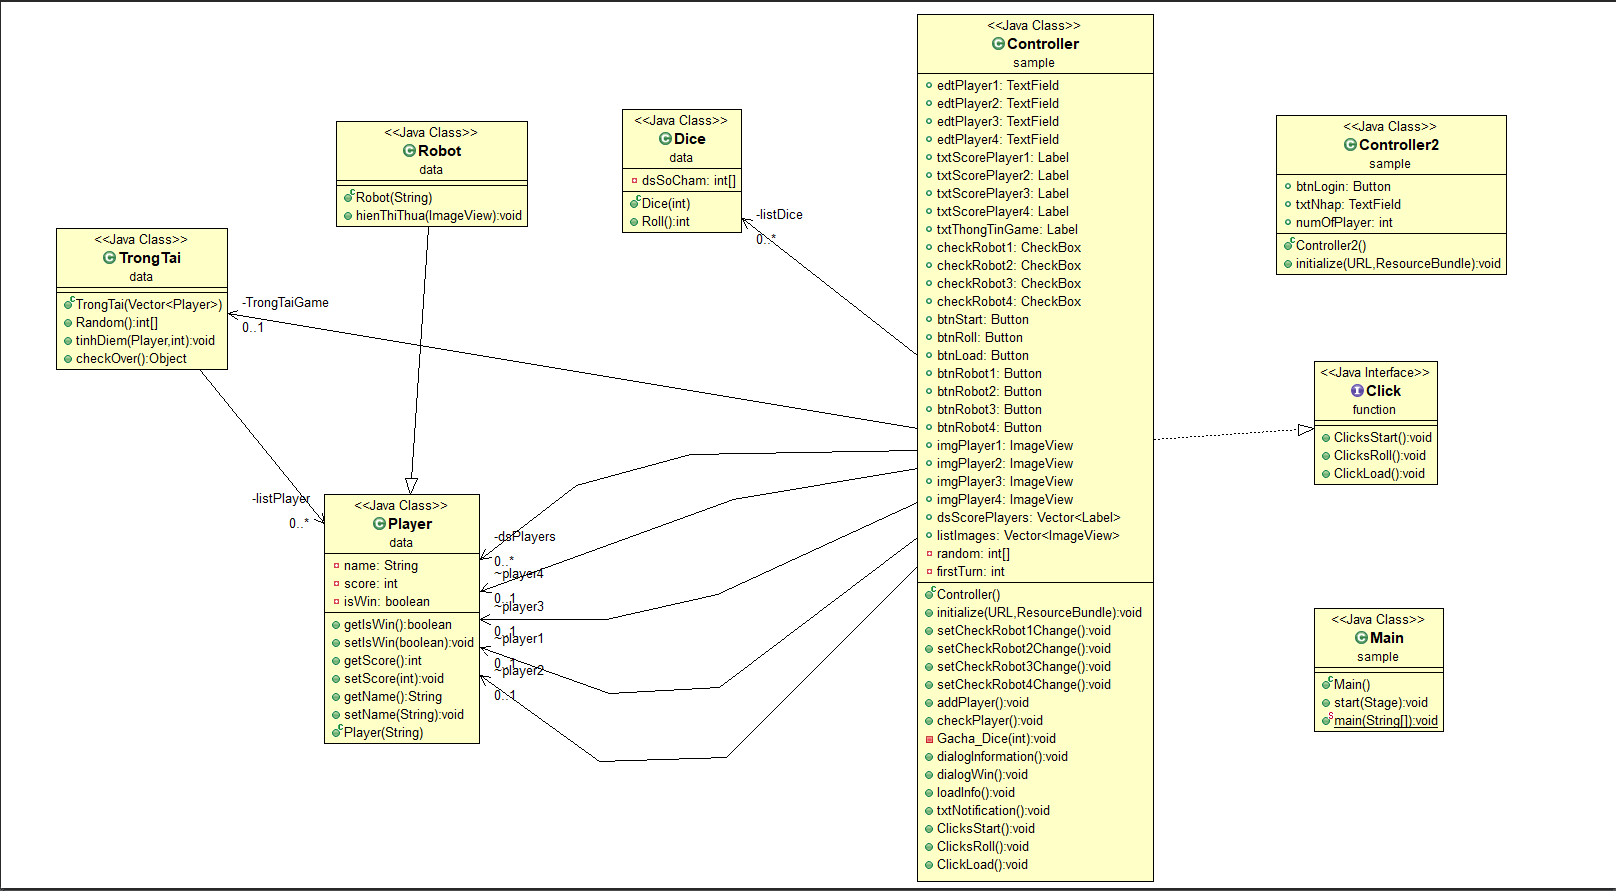 <<Java Class>>
TrongTai
data
TrongTai(Vector<Player>)
Random():int[]
tinhDiem(Player,int):void
checkOver():Object
<<Java Class>>
Robot
data
Robot(String)
hienThiThua(ImageView):void
<<Java Class>>
Dice
data
dsSoCham: int[]
Dice(int)
Roll():int
-listDice
0..*
-TrongTaiGame
0..1
-listPlayer
0..*
<<Java Class>>
Player
data
name: String
score: int
isWin: boolean
getIsWin():boolean
setIsWin(boolean):void
getScore():int
setScore(int):void
getName():String
setName(String):void
Player(String)
-dsPlayers
0..*
~player4
0..1
~player3
0..1
~player1
0..1
~player2
0..1
<<Java Class>>
Controller
sample
edtPlayer1: TextField
edtPlayer2: TextField
edtPlayer3: TextField
edtPlayer4: TextField
txtScorePlayer1: Label
txtScorePlayer2: Label
txtScorePlayer3: Label
txtScorePlayer4: Label
txtThongTinGame: Label
checkRobot1: CheckBox
checkRobot2: CheckBox
checkRobot3: CheckBox
checkRobot4: CheckBox
btnStart: Button
btnRoll: Button
btnLoad: Button
btnRobot1: Button
btnRobot2: Button
btnRobot3: Button
btnRobot4: Button
imgPlayer1: ImageView
imgPlayer2: ImageView
imgPlayer3: ImageView
imgPlayer4: ImageView
dsScorePlayers: Vector<Label>
listImages: Vector<ImageView>
random: int[]
firstTurn: int
Controller()
initialize(URL,ResourceBundle):void
setCheckRobot1Change():void
setCheckRobot2Change():void
setCheckRobot3Change():void
setCheckRobot4Change():void
addPlayer():void
checkPlayer():void
Gacha_Dice(int):void
dialogInformation():void
dialogWin():void
loadInfo():void
txtNotification():void
ClicksStart():void
ClicksRoll():void
ClickLoad():void
<<Java Class>>
Controller2
sample
btnLogin: Button
txtNhap: TextField
numOfPlayer: int
Controller2()
initialize(URL,ResourceBundle):void
<<Java Interface>>
Click
function
ClicksStart():void
ClicksRoll():void
ClickLoad():void
<<Java Class>>
Main
sample
Main()
start(Stage):void
main(String[]):void